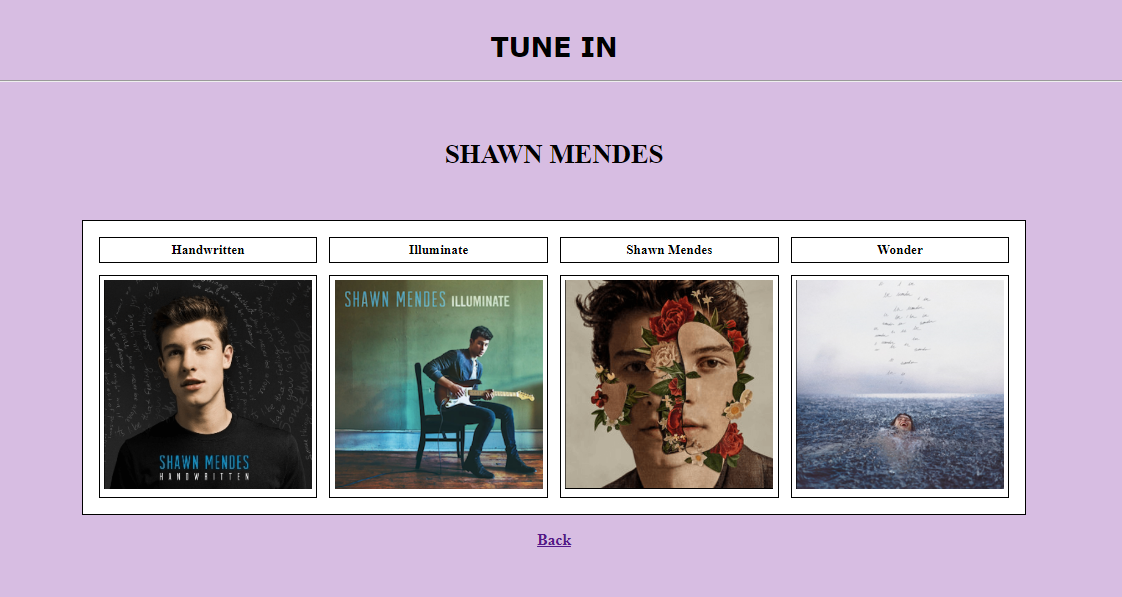 TUNE IN
SHAWN MENDES
Handwritten
Illuminate
Shawn Mendes
Wonder
SHAWN MENDES
HANDWRITTEN
SHAWN MENDES ILLUMINATE
Back